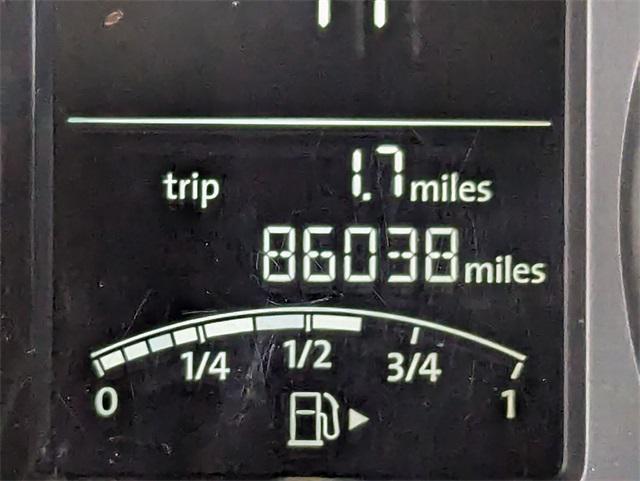 trip 1.7 miles
86038 miles
0 1/4 1/2 3/4 1